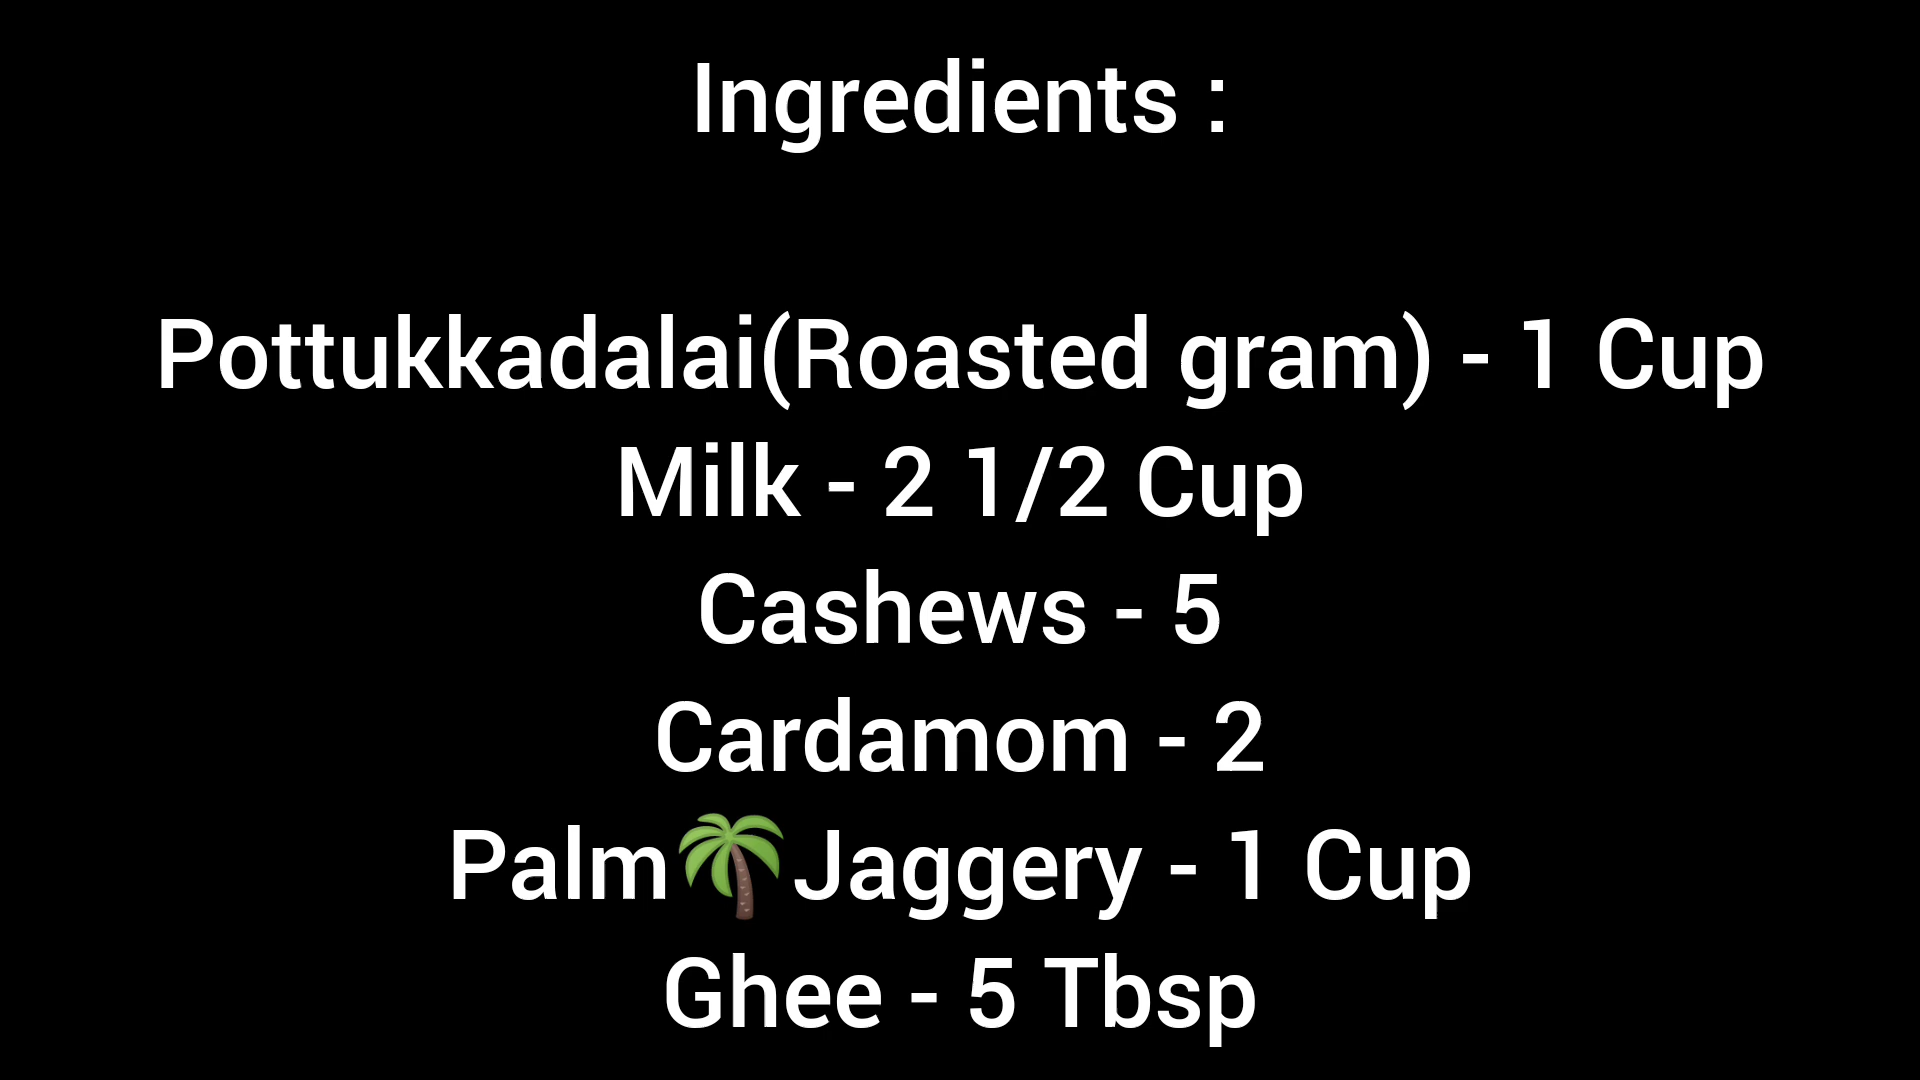 Ingredients :
Pottukkadalai(Roasted gram) - 1 Cup
Milk - 2 1/2 Cup
Cashews - 5
Cardamom - 2
Palm🌴Jaggery - 1 Cup
Ghee - 5 Tbsp